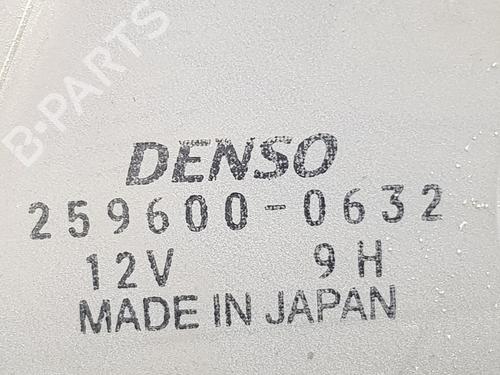 B-PARTS
DENSO
259600-0632
12V 9H
MADE IN JAPAN